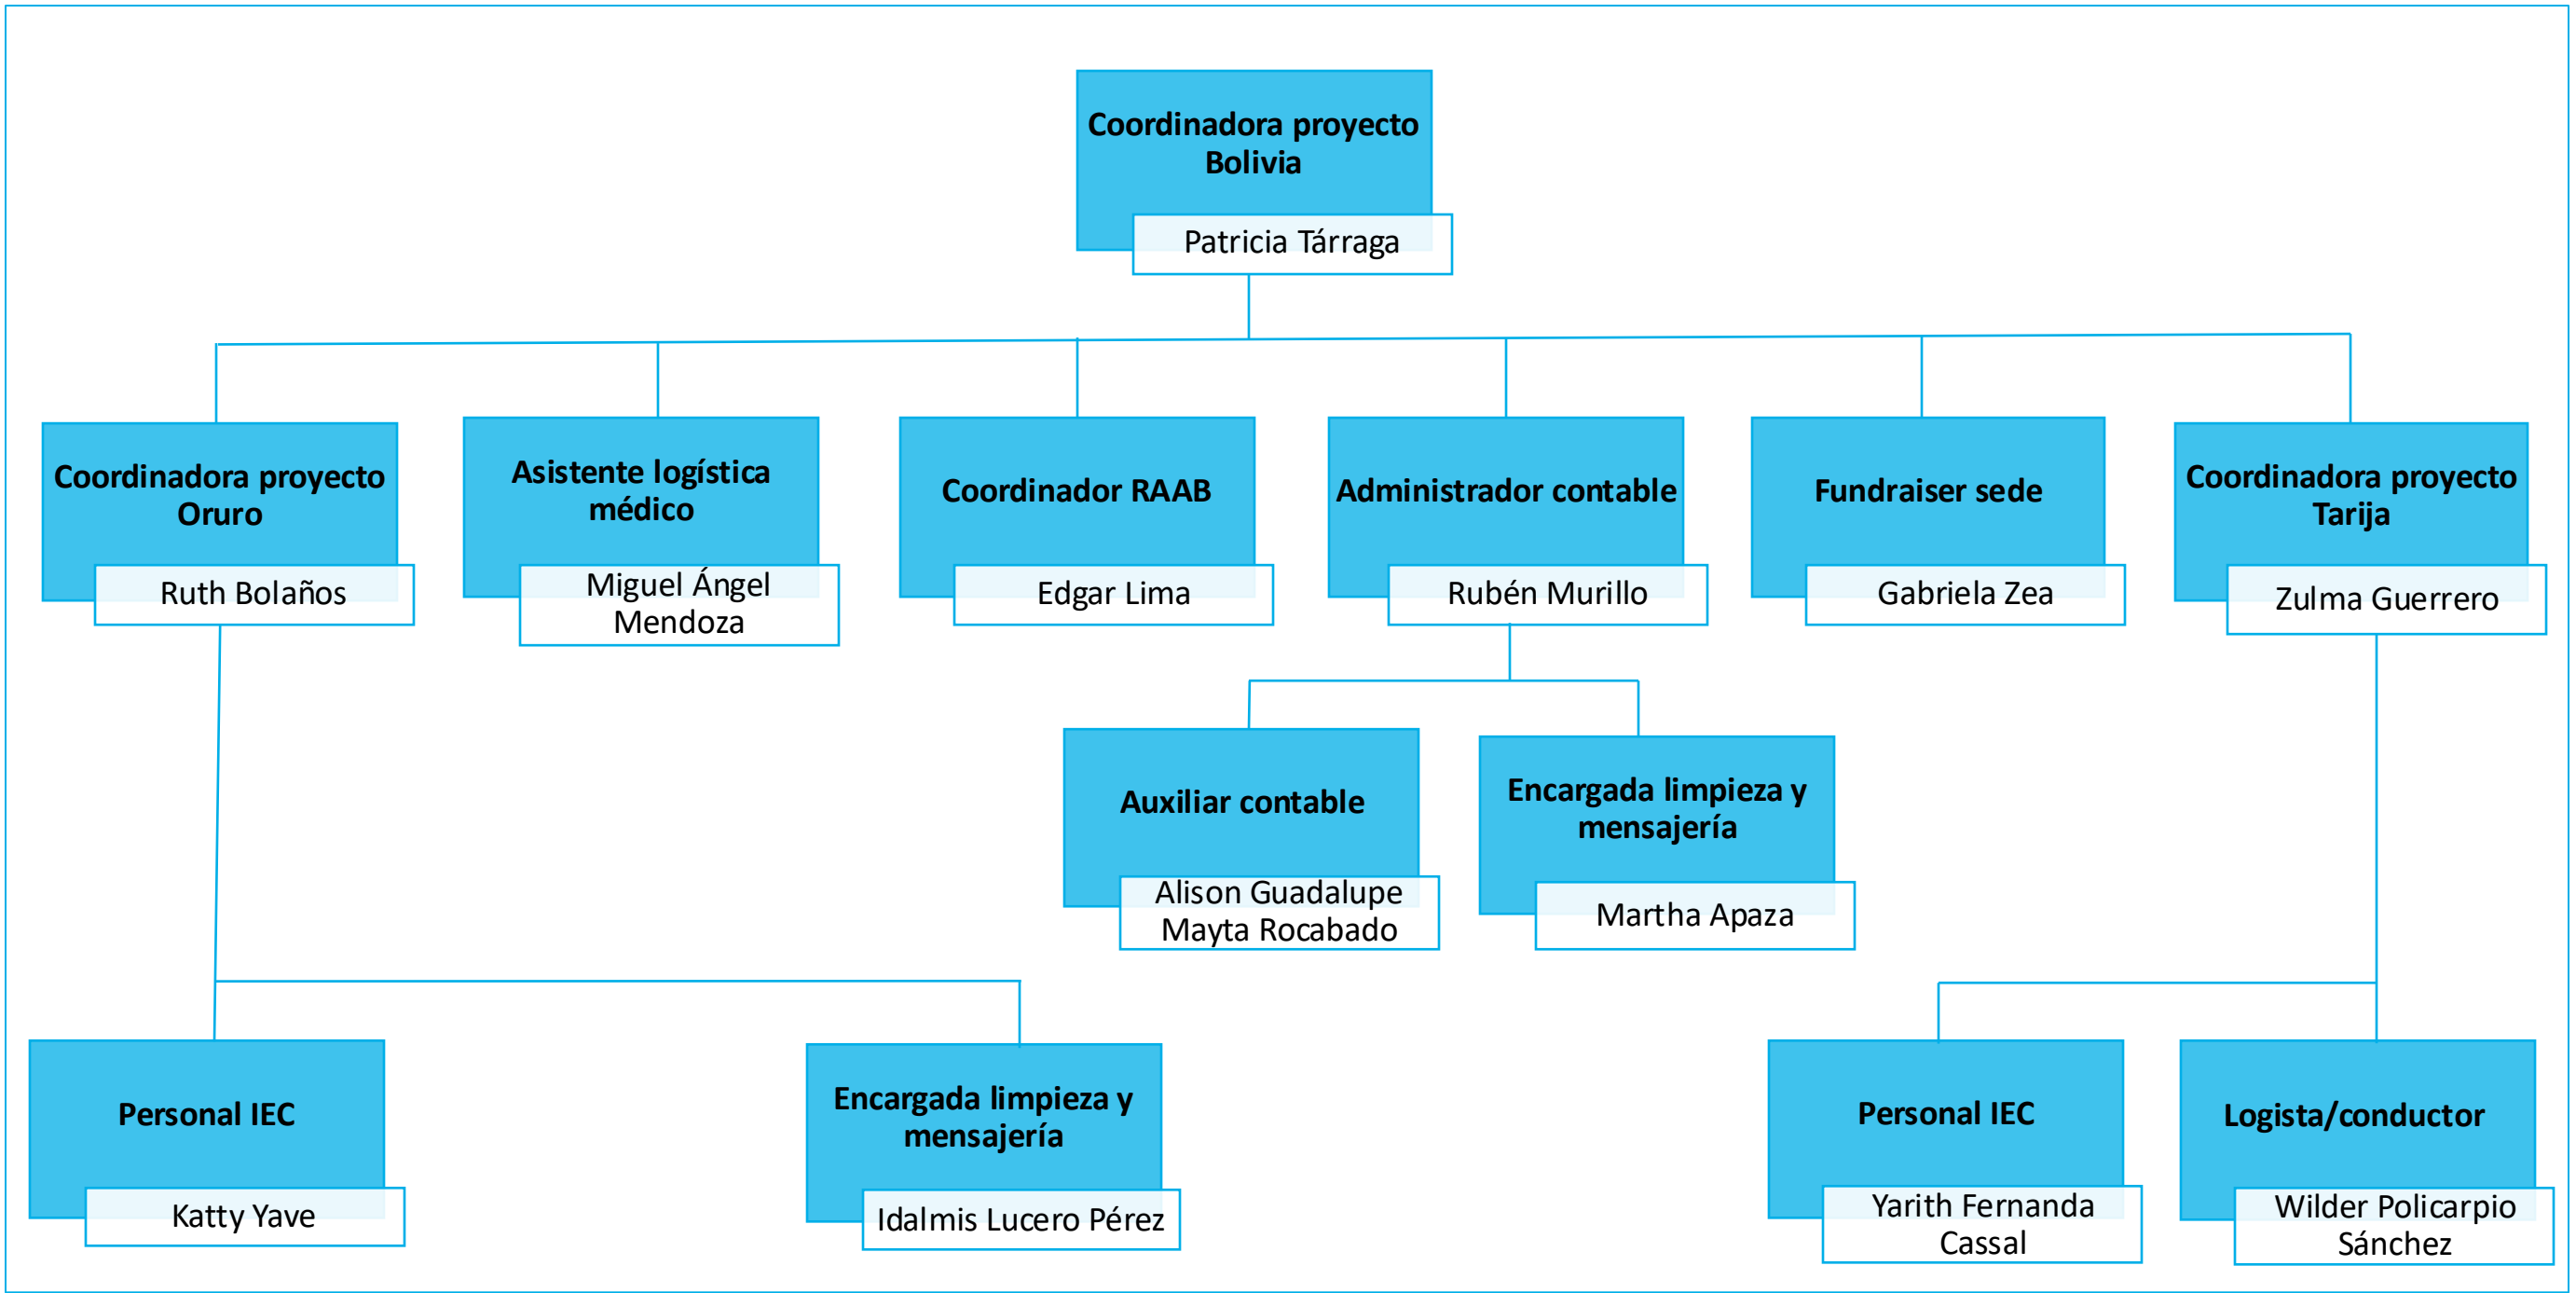 Coordinadora proyecto
Bolivia
Patricia Tárraga
Coordinadora proyecto
Oruro
Ruth Bolaños
Asistente logística
médico
Miguel Ángel
Mendoza
Coordinador RAAB
Edgar Lima
Administrador contable
Rubén Murillo
Fundraiser sede
Gabriela Zea
Coordinadora proyecto
Tarija
Zulma Guerrero
Auxiliar contable
Alison Guadalupe
Mayta Rocabado
Encargada limpieza y
mensajería
Martha Apaza
Personal IEC
Katty Yave
Encargada limpieza y
mensajería
Idalmis Lucero Pérez
Personal IEC
Yarith Fernanda
Cassal
Logista/conductor
Wilder Policarpio
Sánchez